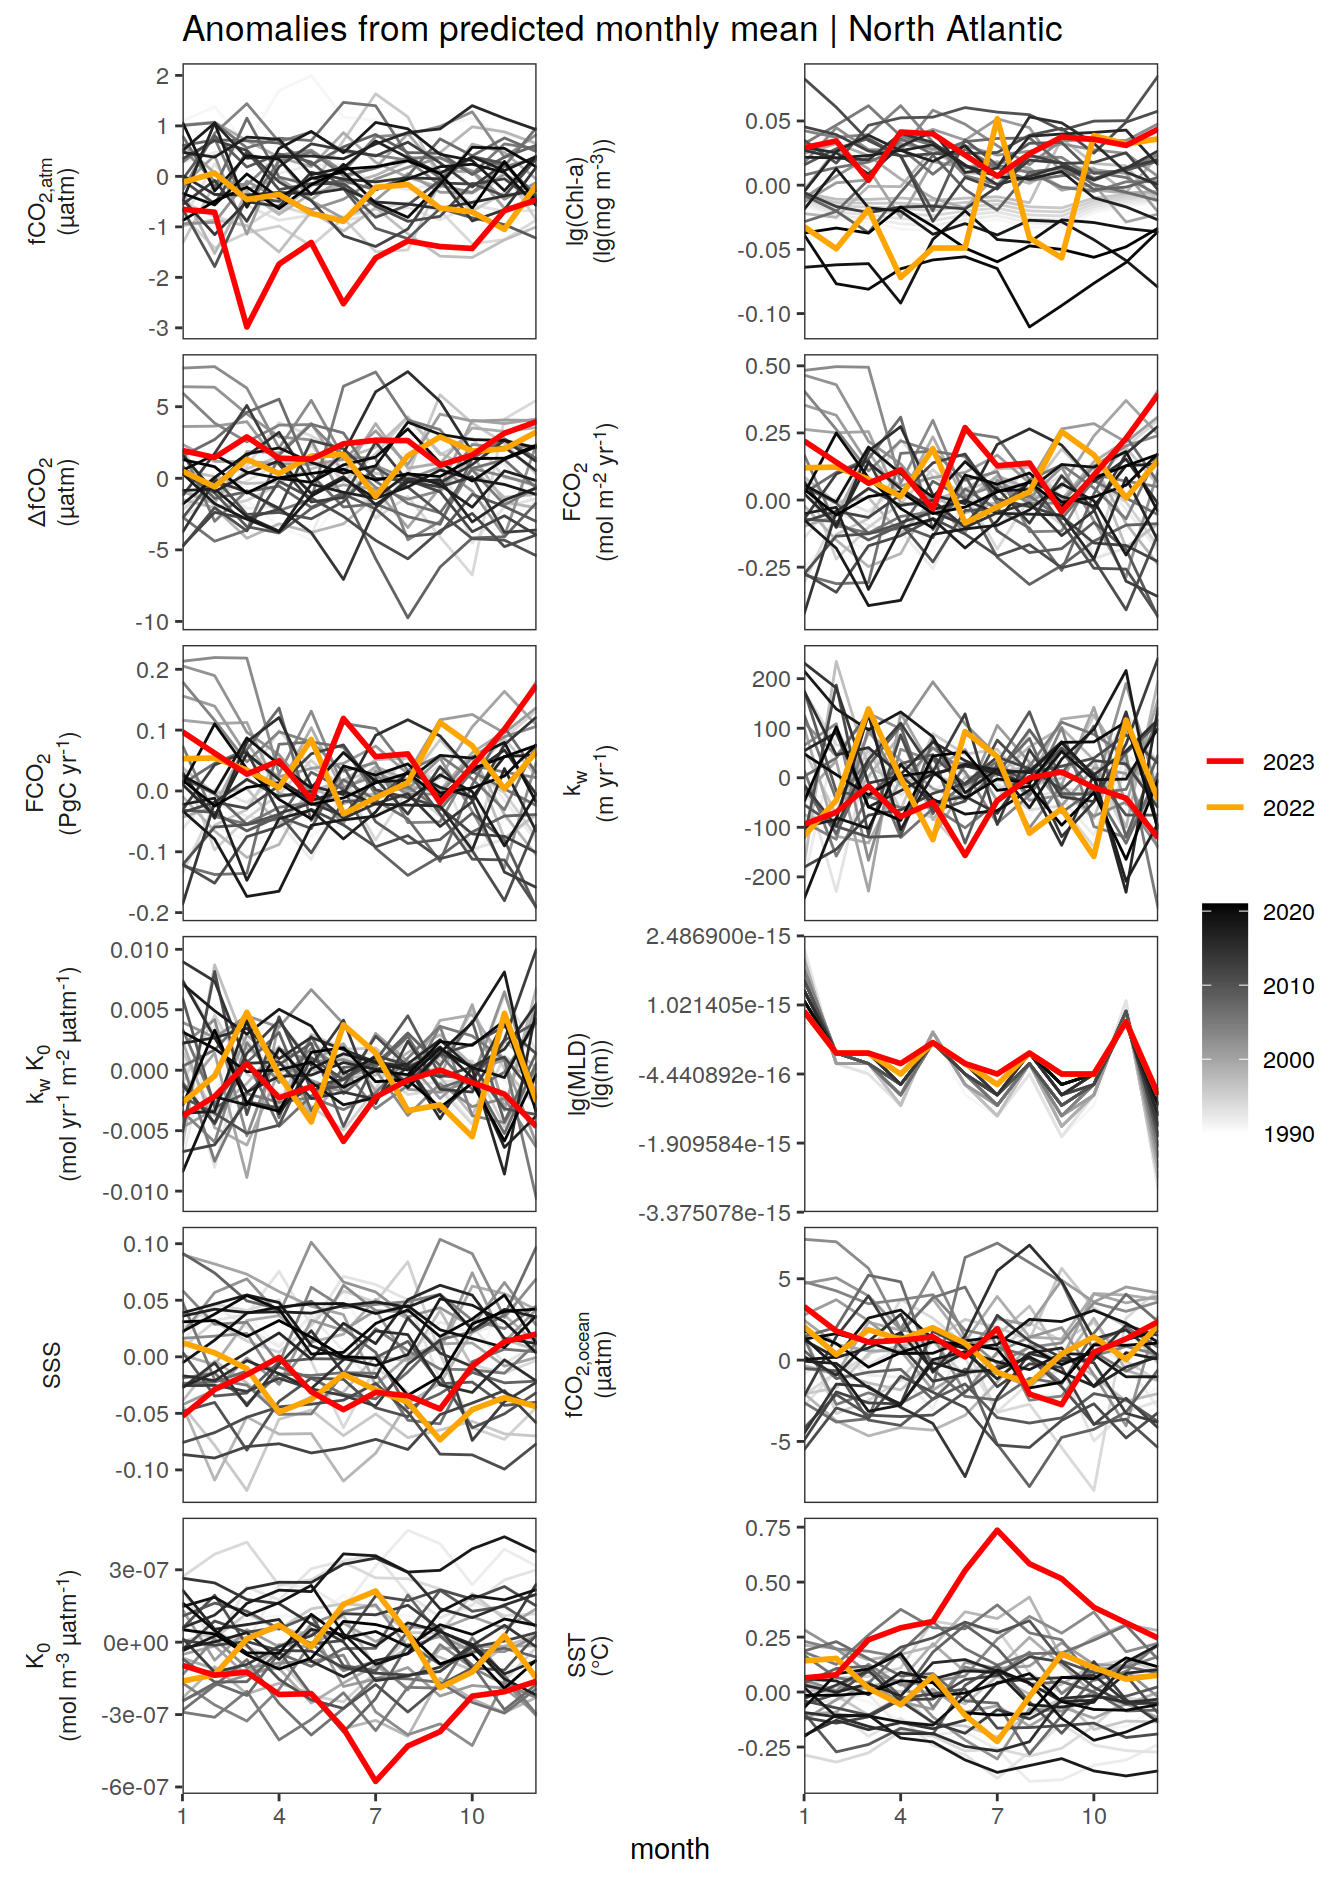 Anomalies from predicted monthly mean | North Atlantic
fCO2,atm
(µatm)
2
1
0
-1
-2
-3
lg(Chl-a)
(lg(mg m-3))
0.05
0.00
-0.05
-0.10
ΔfCO2
(µatm)
5
0
-5
-10
FCO2
(mol m-2 yr-1)
0.50
0.25
0.00
-0.25
FCO2
(PgC yr-1)
0.2
0.1
0.0
-0.1
-0.2
kw
(m yr-1)
200
100
0
-100
-200
kw K0
(mol yr-1 m-2 µatm-1)
0.010
0.005
0.000
-0.005
-0.010
lg(MLD)
(lg(m))
2.486900e-15
1.021405e-15
-4.440892e-16
-1.909584e-15
-3.375078e-15
SSS
0.10
0.05
0.00
-0.05
-0.10
fCO2,ocean
(µatm)
5
0
-5
K0
(mol m-3 µatm-1)
3e-07
0e+00
-3e-07
-6e-07
SST
(°C)
0.75
0.50
0.25
0.00
-0.25
1 4 7 10
1 4 7 10
month
2023
2022
2020
2010
2000
1990